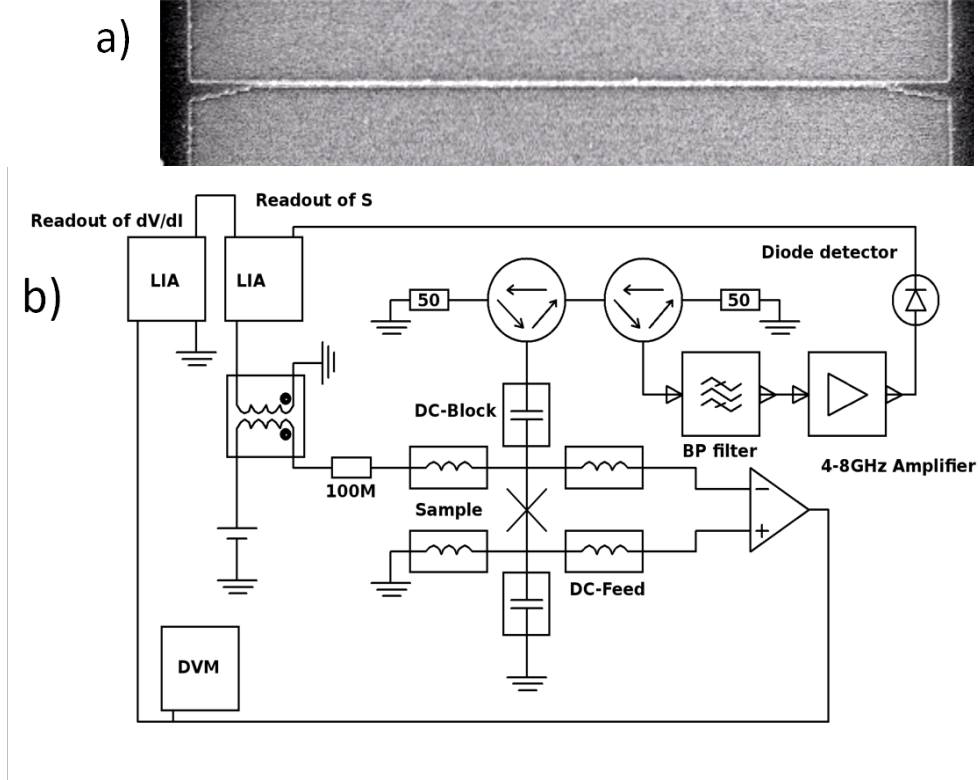 a)
Readout of S
Readout of dV/dI
Diode detector
LIA
LIA
b)
50
50
DC-Block
BP filter
4-8GHz Amplifier
100M
Sample
−
+
DC-Feed
DVM